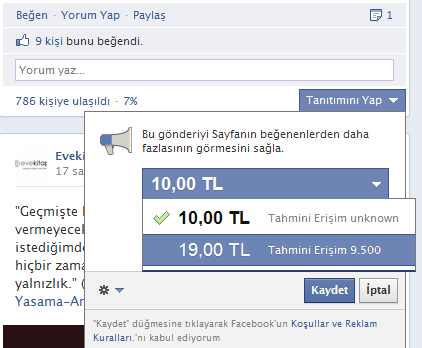 Beğen · Yorum Yap · Paylaş 1
9 kişi bunu beğendi.
Yorum yaz...
786 kişiye ulaşıldı · 7% Tanıtımını Yap
Bu gönderiyi Sayfanın beğenenlerden daha
fazlasının görmesini sağla.
10,00 TL
10,00 TL Tahmini Erişim unknown
19,00 TL Tahmini Erişim 9.500
Kaydet İptal
"Kaydet" düğmesine tıklayarak Facebook'un Koşullar ve Reklam
Kuralları.'nı kabul ediyorum
evekitap
Eveki
17 sa
"Geçmişte
vermeyecek
istediğimde
hiçbir zama
yalnızlık." (
Yasama-Ar